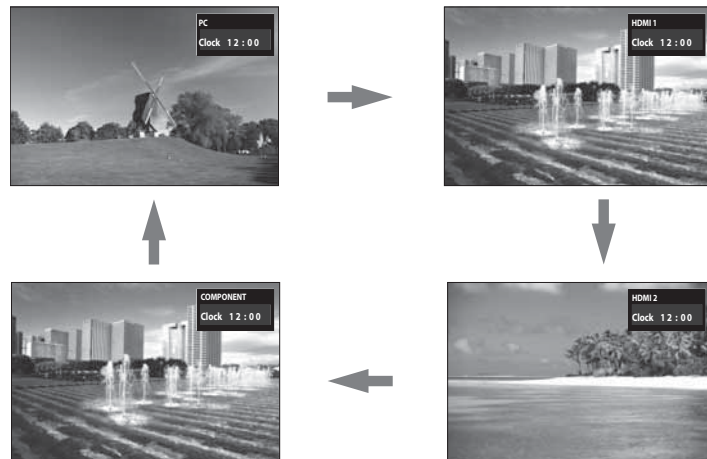 PC
Clock 12 : 00
HDMI 1
Clock 12 : 00
COMPONENT
Clock 12 : 00
HDMI 2
Clock 12 : 00